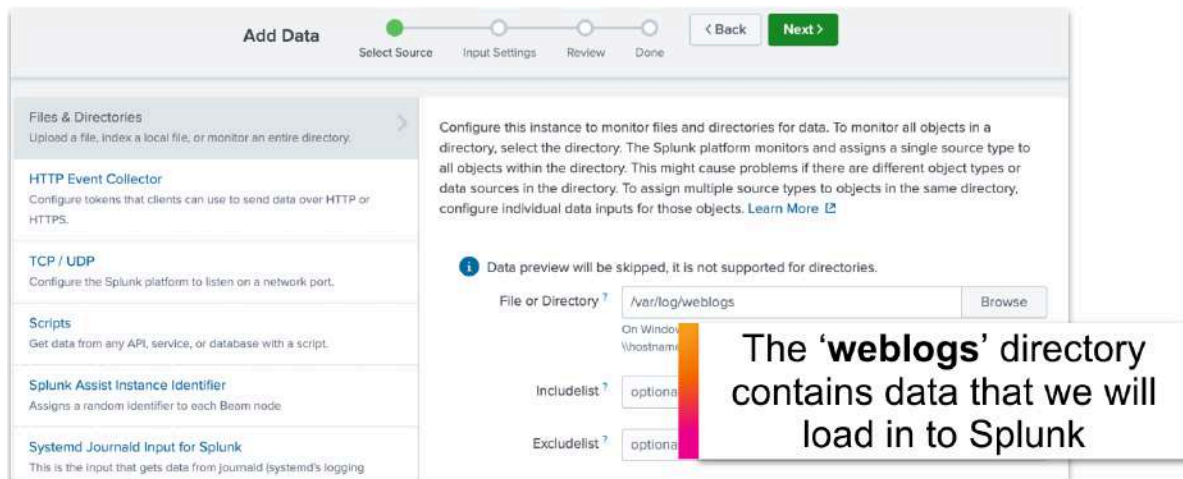 Add Data
Select Source
Input Settings
Review
Done
< Back
Next >
Files & Directories
Upload a file, index a local file, or monitor an entire directory.
HTTP Event Collector
Configure tokens that clients can use to send data over HTTP or
HTTPS.
TCP / UDP
Configure the Splunk platform to listen on a network port.
Scripts
Get data from any API, service, or database with a script.
Splunk Assist Instance Identifier
Assigns a random identifier to each Beam node
Systemd Journald Input for Splunk
This is the input that gets data from journald (systemd's logging
Configure this instance to monitor files and directories for data. To monitor all objects in a
directory, select the directory. The Splunk platform monitors and assigns a single source type to
all objects within the directory. This might cause problems if there are different object types or
data sources in the directory. To assign multiple source types to objects in the same directory,
configure individual data inputs for those objects. Learn More
Data preview will be skipped, it is not supported for directories.
File or Directory ?
/var/log/weblogs
Browse
On Window
\\hostname
Includelist ?
optiona
Excludelist ?
optiona
The ‘weblogs’ directory
contains data that we will
load in to Splunk